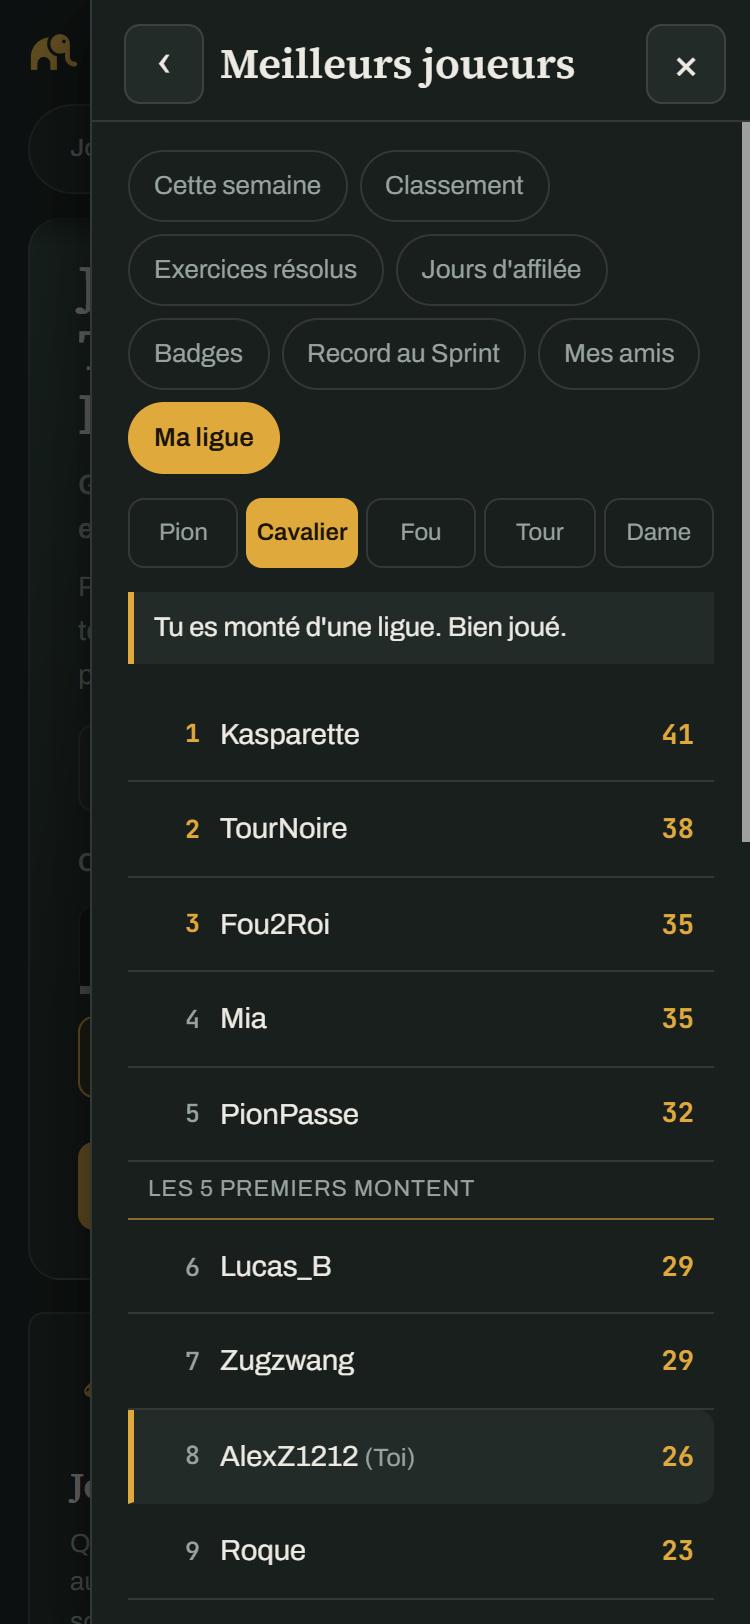 ‹ Meilleurs joueurs ×
Cette semaine Classement
Exercices résolus Jours d'affilée
Badges Record au Sprint Mes amis
Ma ligue
Pion Cavalier Fou Tour Dame
Tu es monté d'une ligue. Bien joué.
1 Kasparette 41
2 TourNoire 38
3 Fou2Roi 35
4 Mia 35
5 PionPasse 32
LES 5 PREMIERS MONTENT
6 Lucas_B 29
7 Zugzwang 29
8 AlexZ1212 (Toi) 26
9 Roque 23